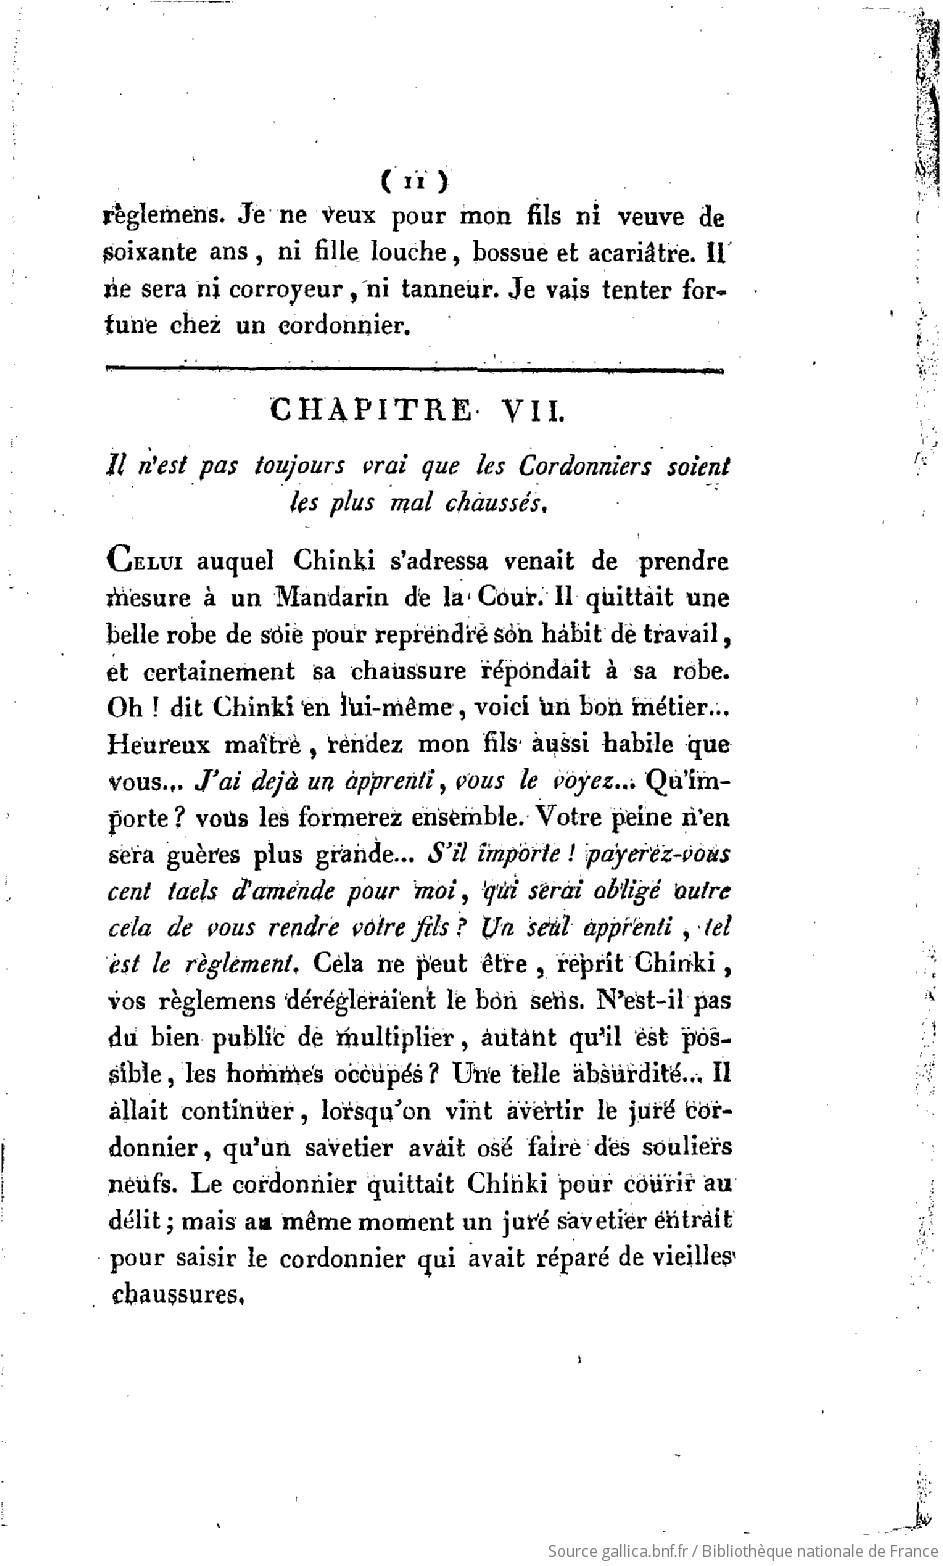 ( 11 )
règlemens. Je ne veux pour mon fils ni veuve de
soixante ans, ni fille louche, bossue et acariâtre. Il
ne sera ni corroyeur, ni tanneur. Je vais tenter for-
tune chez un cordonnier.
CHAPITRE VII.
Il n'est pas toujours vrai que les Cordonniers soient
les plus mal chaussés.
CELUI auquel Chinki s'adressa venait de prendre
mesure à un Mandarin de la Cour. Il quittait une
belle robe de soie pour reprendre son habit de travail,
et certainement sa chaussure répondait à sa robe.
Oh ! dit Chinki en lui-même, voici un bon métier...
Heureux maître, rendez mon fils aussi habile que
vous... J'ai dejà un apprenti, vous le voyez... Qu'im-
porte ? vous les formerez ensemble. Votre peine n'en
sera guères plus grande... S'il importe ! payerez-vous
cent taels d'amende pour moi, qui serai obligé outre
cela de vous rendre votre fils ? Un seul apprenti, tel
est le règlement. Cela ne peut être, reprit Chinki,
vos règlemens dérégleraient le bon sens. N'est-il pas
du bien public de multiplier, autant qu'il est pos-
sible, les hommes occupés ? Une telle absurdité... Il
allait continuer, lorsqu'on vint avertir le juré cor-
donnier, qu'un savetier avait osé faire des souliers
neufs. Le cordonnier quittait Chinki pour courir au
délit ; mais au même moment un juré savetier entrait
pour saisir le cordonnier qui avait réparé de vieilles
chaussures.
Source gallica.bnf.fr / Bibliothèque nationale de France